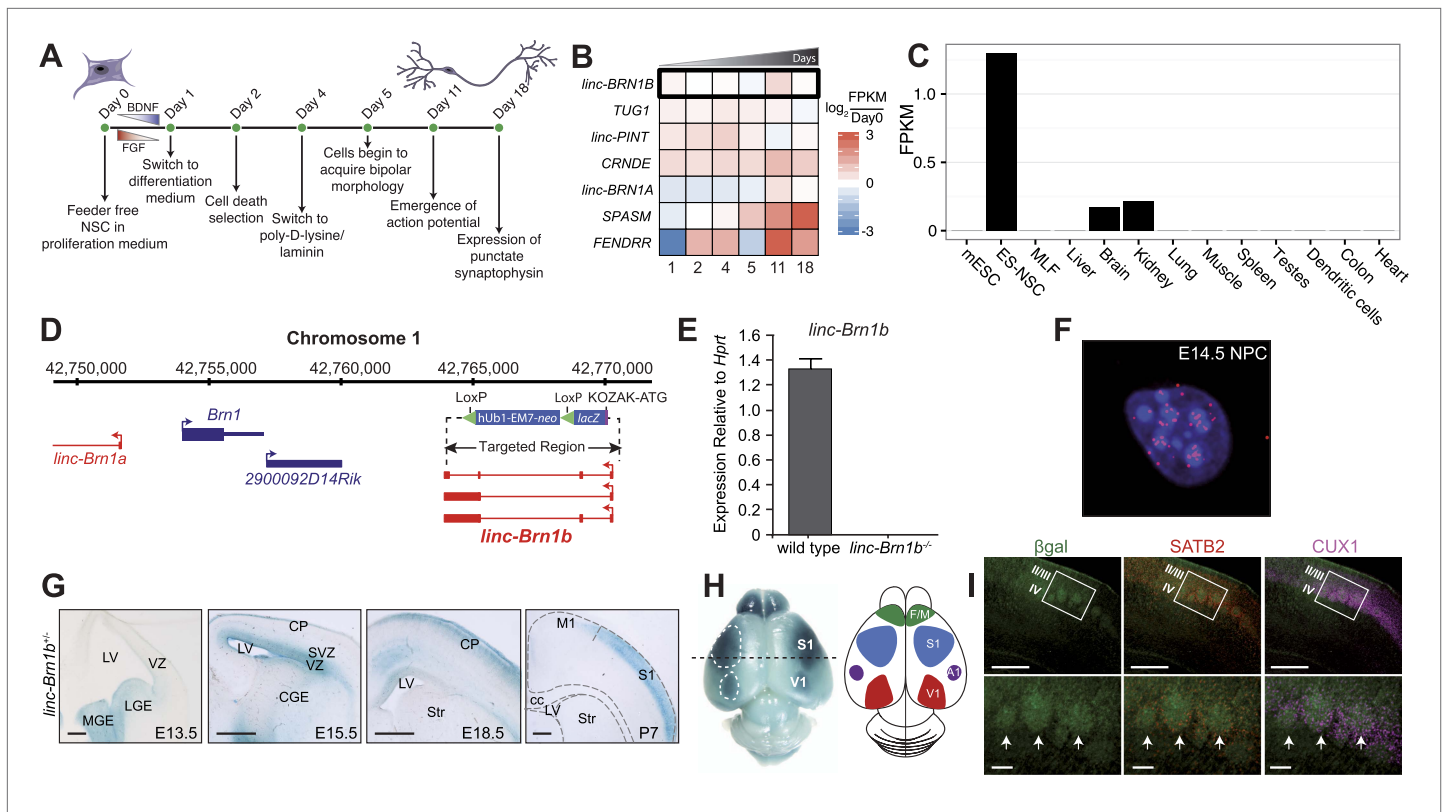 A
Day 0
Day 1
Day 2
Day 4
Day 5
Day 11
Day 18
BDNF
FGF
Feeder free
NSC in
proliferation medium
Switch to
differentiation
medium
Cell death
selection
Switch to
poly-D-lysine/
laminin
Cells begin to
acquire bipolar
morphology
Emergence of
action potential
Expression of
punctate
synaptophysin
B
Days
linc-BRN1B
TUG1
linc-PINT
CRNDE
linc-BRN1A
SPASM
FENDRR
1 2 4 5 11 18
log2 FPKM
Day0
3
0
-3
C
FPKM
1.0
0.5
0
mESC
ES-NSC
MLF
Liver
Brain
Kidney
Lung
Muscle
Spleen
Testes
Dendritic cells
Colon
Heart
D
Chromosome 1
42,750,000 42,755,000 42,760,000 42,765,000 42,770,000
LoxP LoxP KOZAK-ATG
hUb1-EM7-neo lacZ
Targeted Region
Brn1
linc-Brn1a
2900092D14Rik
linc-Brn1b
E
linc-Brn1b
Expression Relative to Hprt
1.6
1.4
1.2
1.0
0.8
0.6
0.4
0.2
0
wild type linc-Brn1b-/-
F
E14.5 NPC
G
linc-Brn1b+/-
LV
VZ
LGE
MGE
E13.5
CP
LV
SVZ
VZ
CGE
E15.5
CP
LV
Str
E18.5
M1
S1
cc
LV
Str
P7
H
S1
V1
F/M
S1
A1
V1
I
βgal
SATB2
CUX1
II/III
IV
II/III
IV
II/III
IV